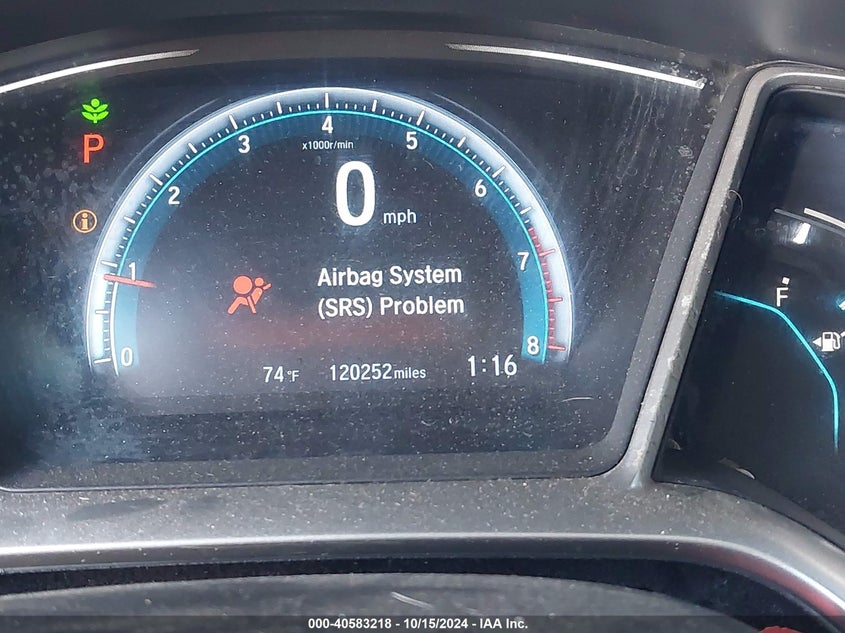 4
3
5
x1000r/min
2
6
P
0 mph
7
1
Airbag System
(SRS) Problem
F
0
8
74°F 120252miles 1:16
000-40583218 - 10/15/2024 - IAA Inc.